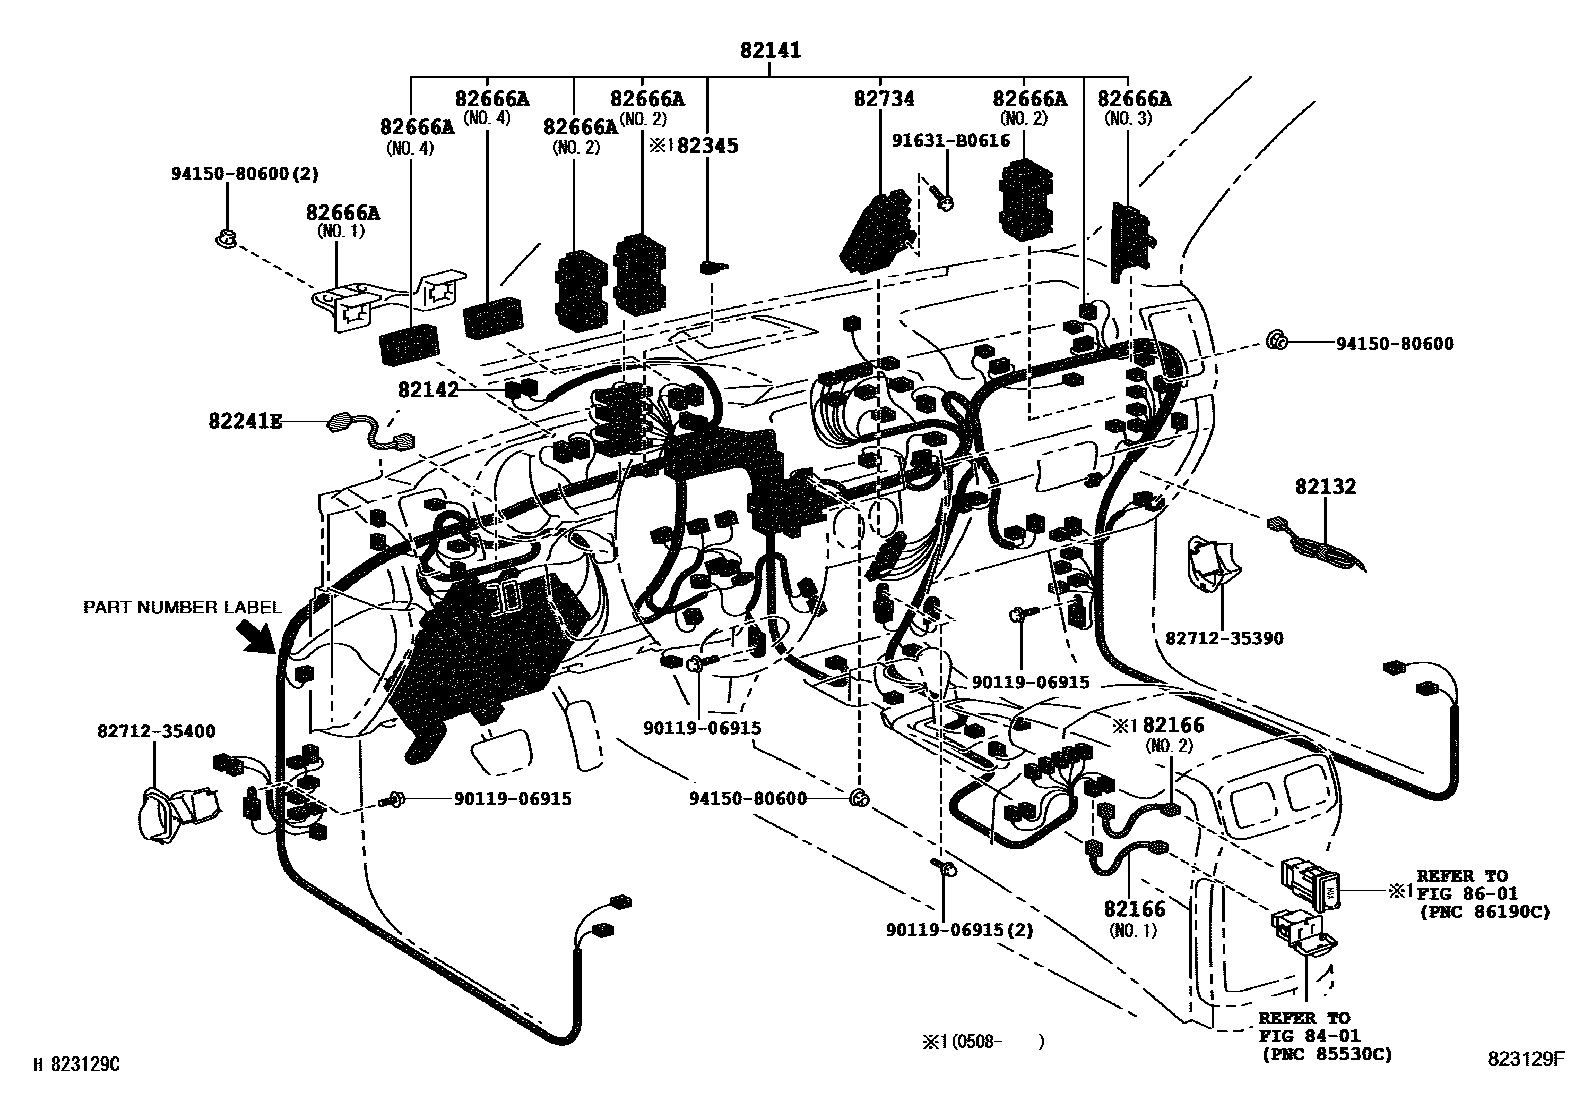 82141
82666A
(NO. 4)
82666A
(NO. 4)
82666A
(NO. 2)
82666A
(NO. 2)
※1 82345
82734
91631-B0616
82666A
(NO. 2)
82666A
(NO. 3)
94150-80600(2)
82666A
(NO. 1)
94150-80600
82142
82241E
82132
PART NUMBER LABEL
82712-35390
90119-06915
82712-35400
90119-06915
※1 82166
(NO. 2)
90119-06915
94150-80600
※1 REFER TO
FIG 86-01
(PNC 86190C)
82166
(NO. 1)
90119-06915(2)
REFER TO
FIG 84-01
(PNC 85530C)
※1(0508-      )
H 823129C
823129F